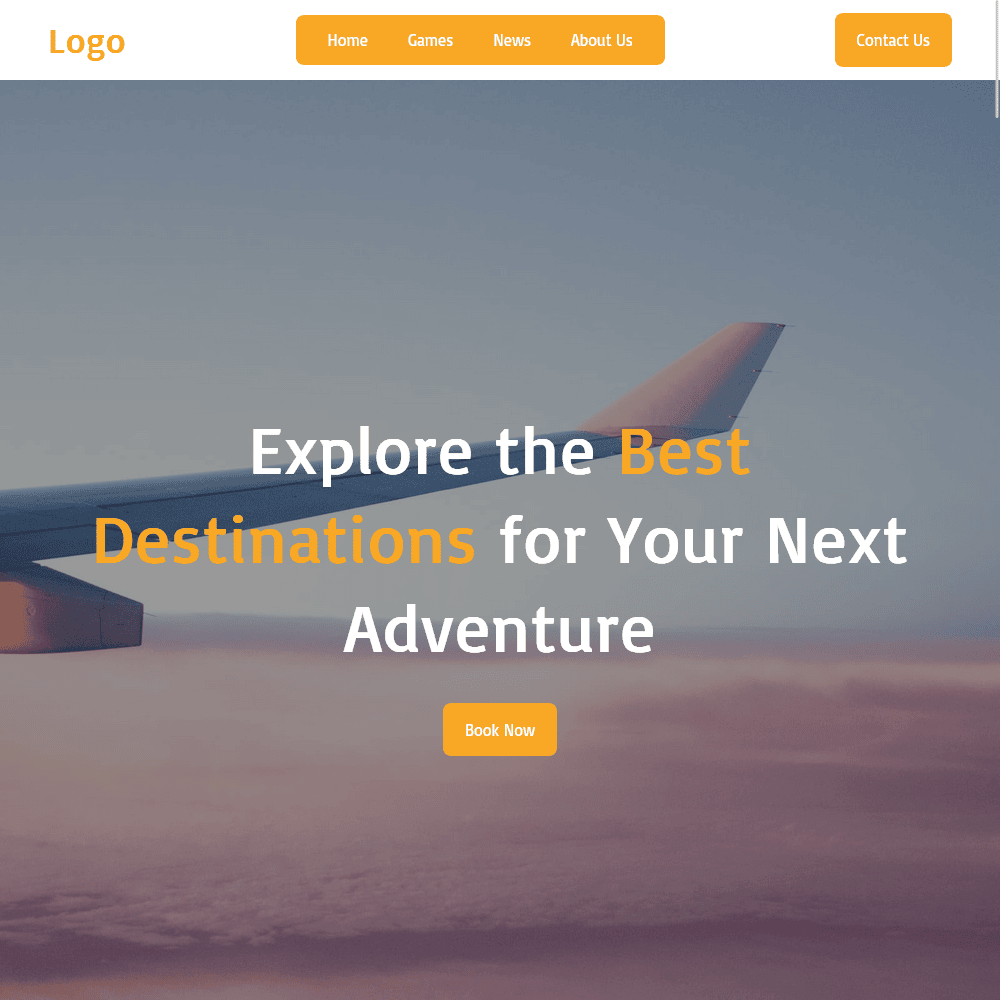 Logo
Home Games News About Us
Contact Us
Explore the Best
Destinations for Your Next
Adventure
Book Now